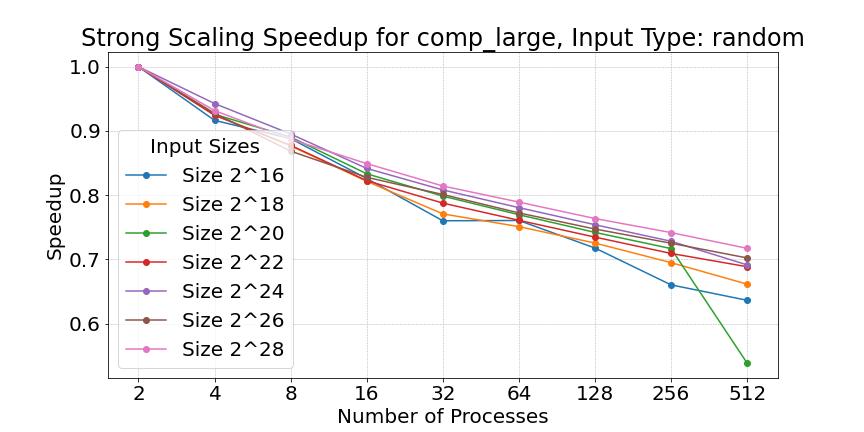 Strong Scaling Speedup for comp_large, Input Type: random
1.0
0.9
0.8
0.7
0.6
Speedup
Input Sizes
Size 2^16
Size 2^18
Size 2^20
Size 2^22
Size 2^24
Size 2^26
Size 2^28
2 4 8 16 32 64 128 256 512
Number of Processes